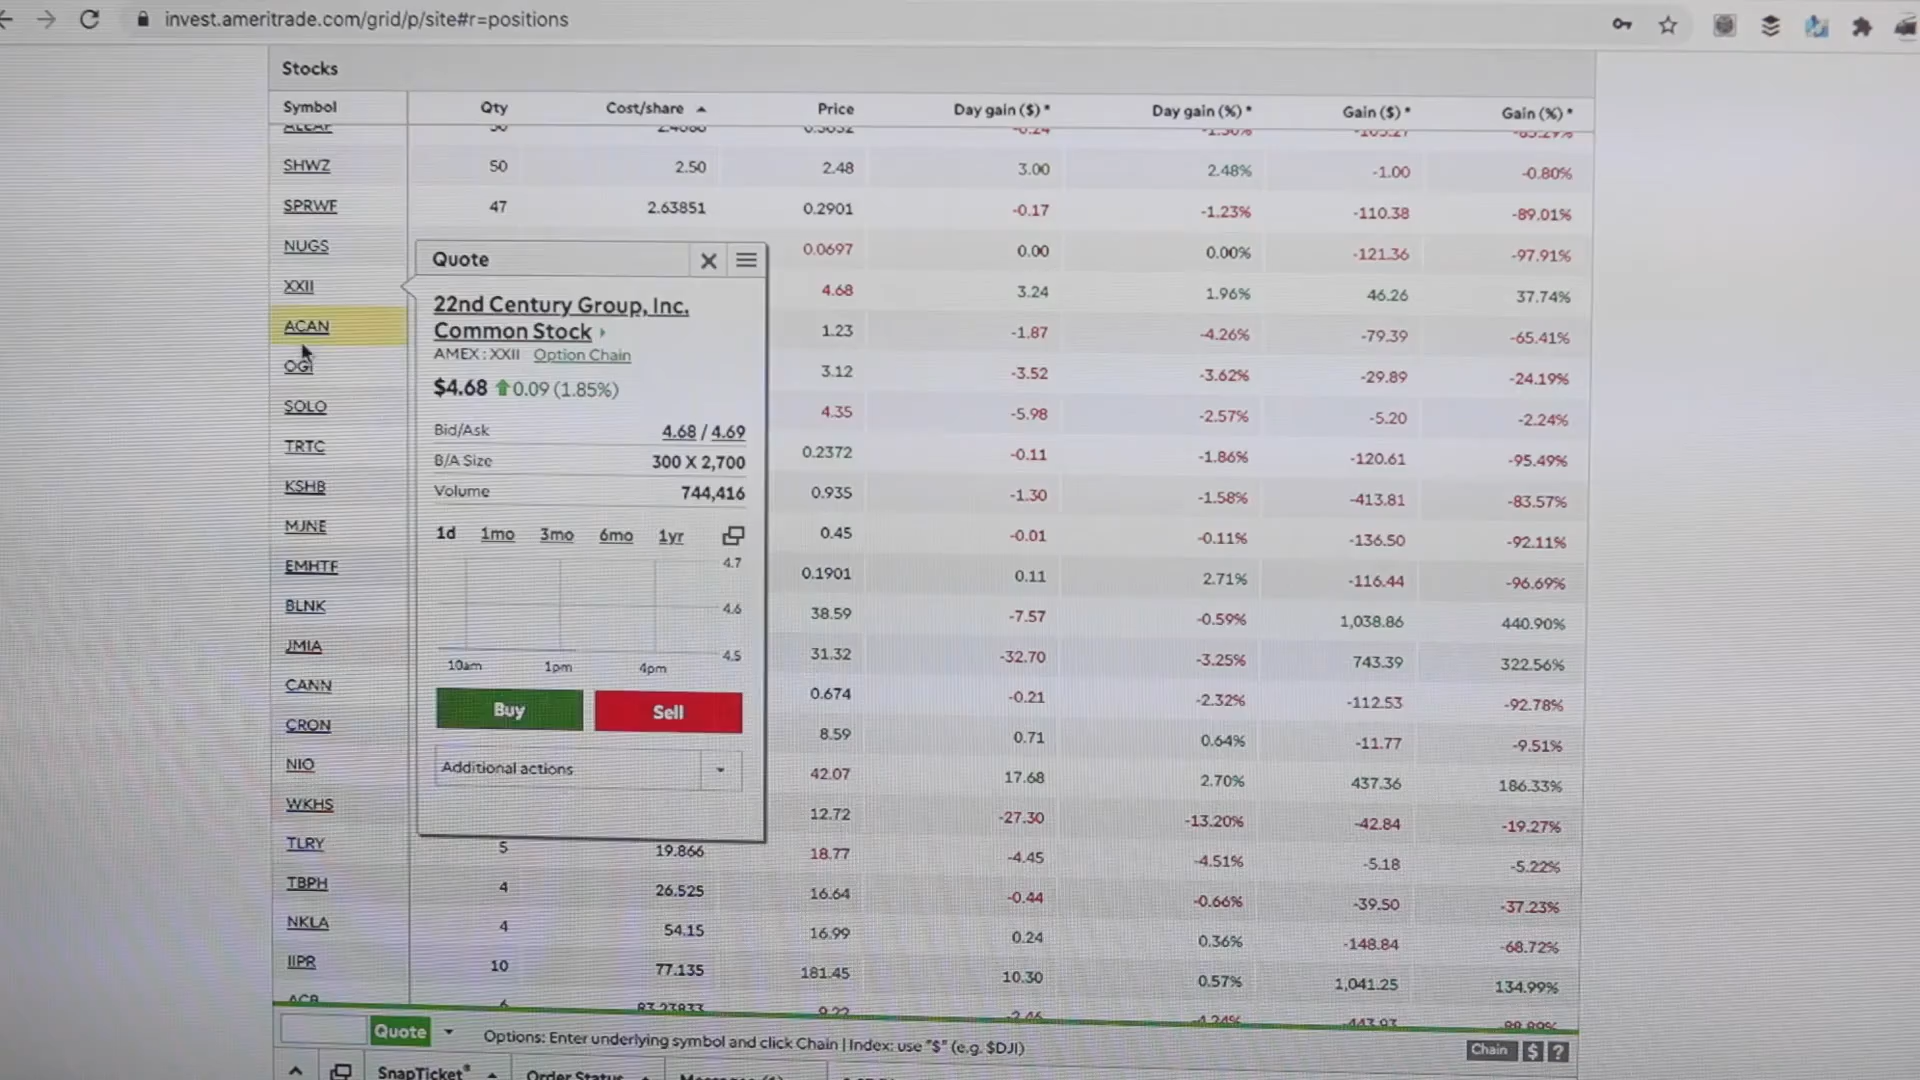 invest.ameritrade.com/grid/p/site#r=positions
Stocks
Symbol Qty Cost/share Price Day gain ($) * Day gain (%) * Gain ($) * Gain (%) *
SHWZ 50 2.50 2.48 3.00 2.48% -1.00 -0.80%
SPRWF 47 2.63851 0.2901 -0.17 -1.23% -110.38 -89.01%
NUGS 0.0697 0.00 0.00% -121.36 -97.91%
XXII 4.68 3.24 1.96% 46.26 37.74%
ACAN 1.23 -1.87 -4.26% -79.39 -65.41%
OGI 3.12 -3.52 -3.62% -29.89 -24.19%
SOLO 4.35 -5.98 -2.57% -5.20 -2.24%
TRTC 0.2372 -0.11 -1.86% -120.61 -95.49%
KSHB 0.935 -1.30 -1.58% -413.81 -83.57%
MJNE 0.45 -0.01 -0.11% -136.50 -92.11%
EMHTF 0.1901 0.11 2.71% -116.44 -96.69%
BLNK 38.59 -7.57 -0.59% 1,038.86 440.90%
JMIA 31.32 -32.70 -3.25% 743.39 322.56%
CANN 0.674 -0.21 -2.32% -112.53 -92.78%
CRON 8.59 0.71 0.64% -11.77 -9.51%
NIO 42.07 17.68 2.70% 437.36 186.33%
WKHS 12.72 -27.30 -13.20% -42.84 -19.27%
TLRY 5 19.866 18.77 -4.45 -4.51% -5.18 -5.22%
TBPH 4 26.525 16.64 -0.44 -0.66% -39.50 -37.23%
NKLA 4 54.15 16.99 0.24 0.36% -148.84 -68.72%
IIPR 10 77.135 181.45 10.30 0.57% 1,041.25 134.99%
Quote
22nd Century Group, Inc.
Common Stock
AMEX : XXII Option Chain
$4.68 0.09 (1.85%)
Bid/Ask 4.68 / 4.69
B/A Size 300 X 2,700
Volume 744,416
1d 1mo 3mo 6mo 1yr
4.7
4.6
4.5
10am 1pm 4pm
Buy Sell
Additional actions
Quote Options: Enter underlying symbol and click Chain | Index: use "$" (e.g. $DJI) Chain $ ?
SnapTicket® Order Status